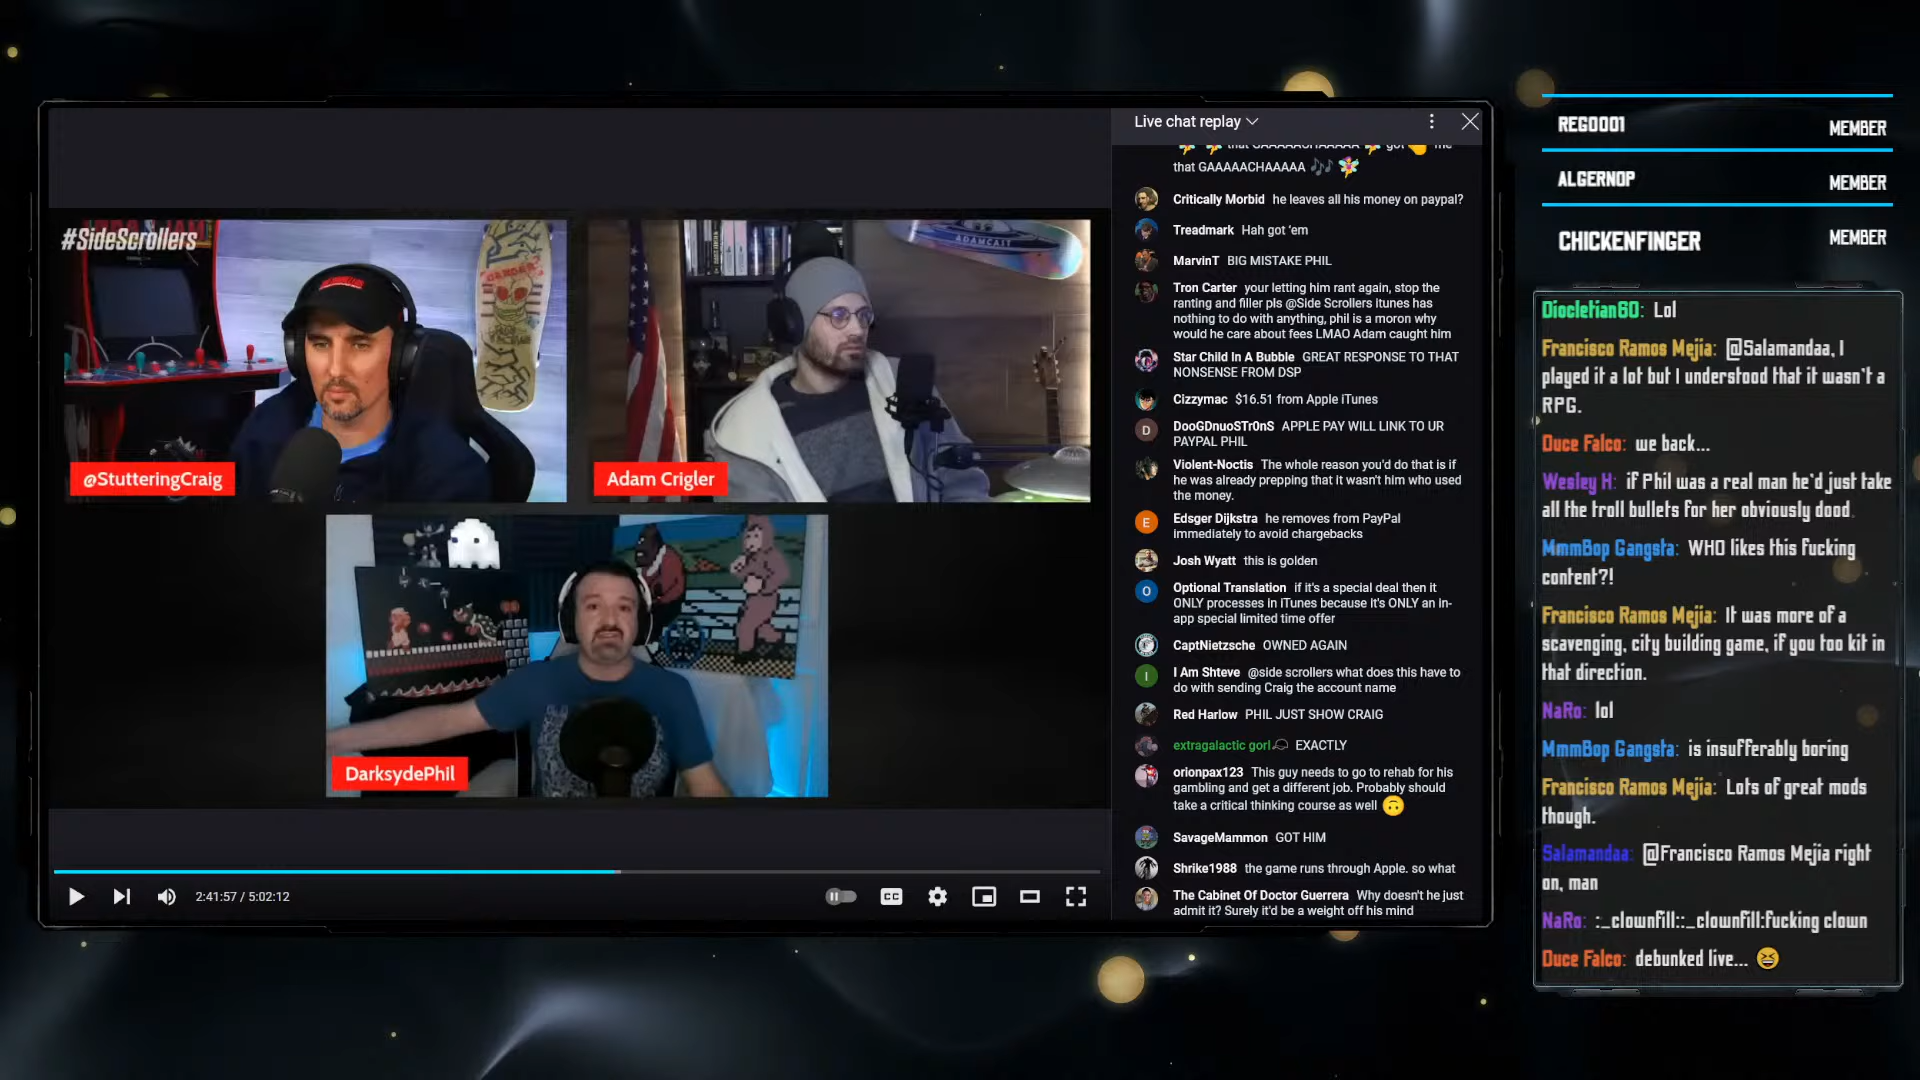 #SideScrollers
@StutteringCraig
ADAMCAST
Adam Crigler
DarksydePhil
2:41:57 / 5:02:12
CC
Live chat replay
that GAAAAACHAAAAA
Critically Morbid he leaves all his money on paypal?
Treadmark Hah got 'em
MarvinT BIG MISTAKE PHIL
Tron Carter your letting him rant again, stop the
ranting and filler pls @Side Scrollers Itunes has
nothing to do with anything, phil is a moron why
would he care about fees LMAO Adam caught him
Star Child In A Bubble GREAT RESPONSE TO THAT
NONSENSE FROM DSP
Cizzymac $16.51 from Apple iTunes
D
DooGDnuoSTr0nS APPLE PAY WILL LINK TO UR
PAYPAL PHIL
Violent-Noctis The whole reason you'd do that is if
he was already prepping that it wasn't him who used
the money.
E
Edsger Dijkstra he removes from PayPal
immediately to avoid chargebacks
Josh Wyatt this is golden
O
Optional Translation if it's a special deal then it
ONLY processes in iTunes because it's ONLY an in-
app special limited time offer
CaptNietzsche OWNED AGAIN
I
I Am Shteve @side scrollers what does this have to
do with sending Craig the account name
Red Harlow PHIL JUST SHOW CRAIG
extragalactic gorl EXACTLY
orionpax123 This guy needs to go to rehab for his
gambling and get a different job. Probably should
take a critical thinking course as well
SavageMammon GOT HIM
Shrike1988 the game runs through Apple. so what
The Cabinet Of Doctor Guerrera Why doesn't he just
admit it? Surely it'd be a weight off his mind
REG0001 MEMBER
ALGERNOP MEMBER
CHICKENFINGER MEMBER
Diocletian60: Lol
Francisco Ramos Mejia: @Salamandaa, I
played it a lot but I understood that it wasn't a
RPG.
Duce Falco: we back...
Wesley H: if Phil was a real man he'd just take
all the troll bullets for her obviously dood.
MmmBop Gangsta: WHO likes this fucking
content?!
Francisco Ramos Mejia: It was more of a
scavenging, city building game, if you too kit in
that direction.
NaRo: lol
MmmBop Gangsta: is insufferably boring
Francisco Ramos Mejia: Lots of great mods
though.
Salamandaa: @Francisco Ramos Mejia right
on, man
NaRo: :_clownfill::_clownfill:fucking clown
Duce Falco: debunked live...